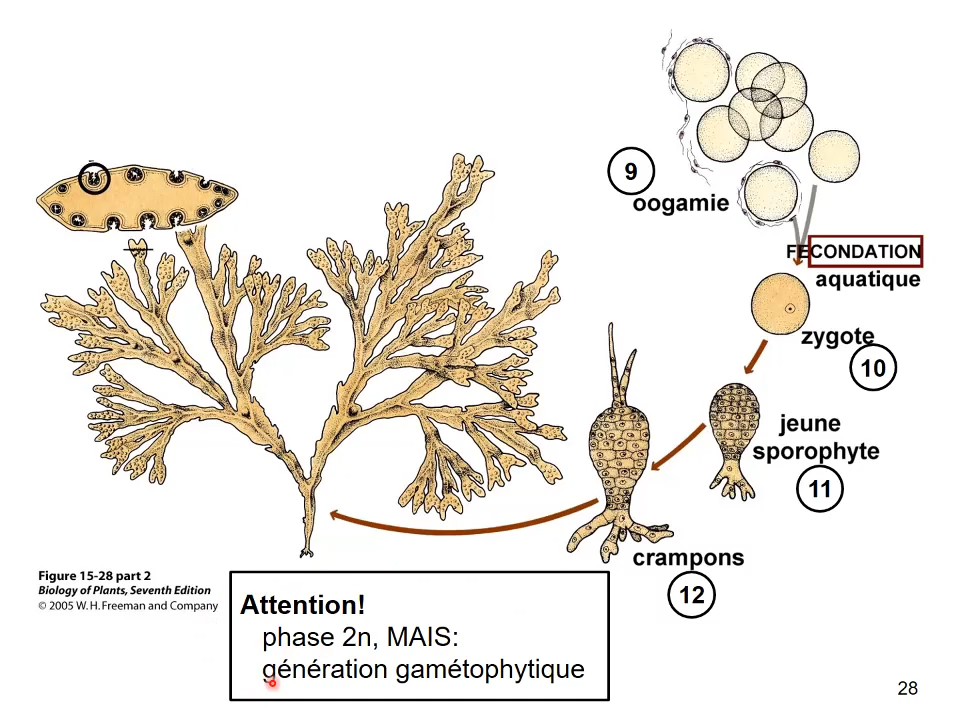 9
oogamie
FECONDATION
aquatique
zygote
10
jeune
sporophyte
11
crampons
12
Figure 15-28 part 2
Biology of Plants, Seventh Edition
© 2005 W. H. Freeman and Company
Attention!
phase 2n, MAIS:
génération gamétophytique
28